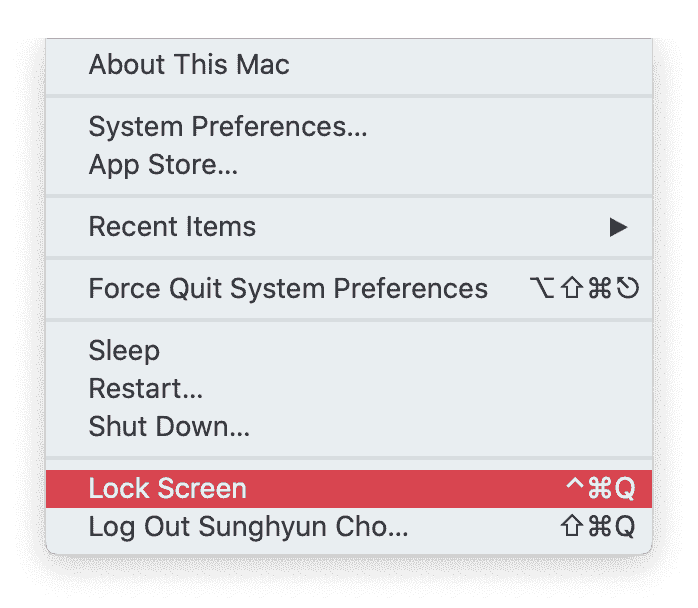 About This Mac
System Preferences...
App Store...
Recent Items ▶
Force Quit System Preferences ⌥⇧⌘⎋
Sleep
Restart...
Shut Down...
Lock Screen ^⌘Q
Log Out Sunghyun Cho... ⇧⌘Q